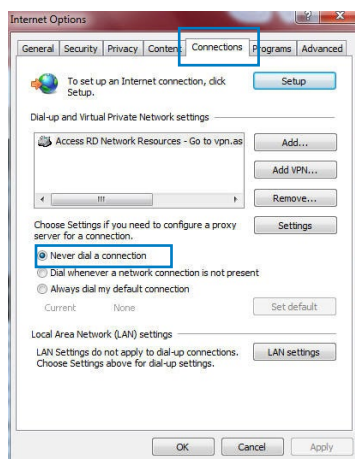 Internet Options
General Security Privacy Content Connections Programs Advanced
To set up an Internet connection, click Setup.
Setup
Dial-up and Virtual Private Network settings
Access RD Network Resources - Go to vpn.as
Add...
Add VPN...
Remove...
Choose Settings if you need to configure a proxy
server for a connection.
Settings
Never dial a connection
Dial whenever a network connection is not present
Always dial my default connection
Current None
Set default
Local Area Network (LAN) settings
LAN Settings do not apply to dial-up connections.
Choose Settings above for dial-up settings.
LAN settings
OK Cancel Apply